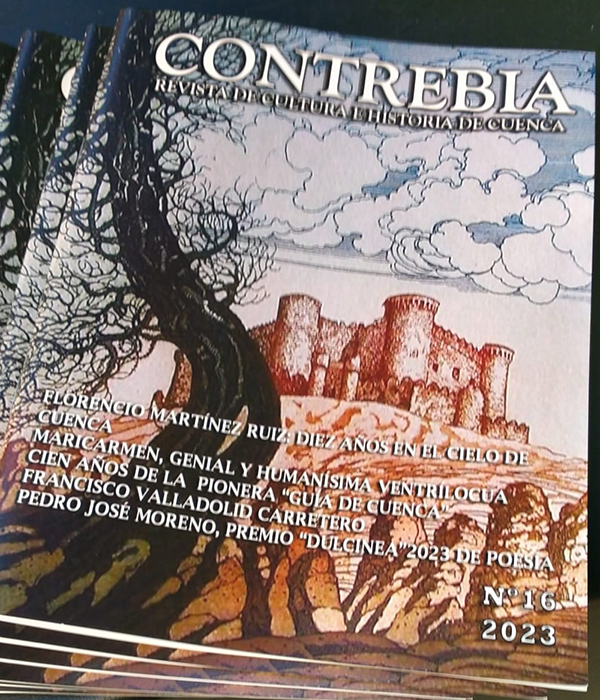 CONTREBIA
REVISTA DE CULTURA E HISTORIA DE CUENCA
FLORENCIO MARTÍNEZ RUIZ: DIEZ AÑOS EN EL CIELO DE
CUENCA
MARICARMEN, GENIAL Y HUMANÍSIMA VENTRÍLOCUA
CIEN AÑOS DE LA PIONERA "GUÍA DE CUENCA"
FRANCISCO VALLADOLID CARRETERO
PEDRO JOSÉ MORENO, PREMIO "DULCINEA"2023 DE POESÍA
Nº 16
2023